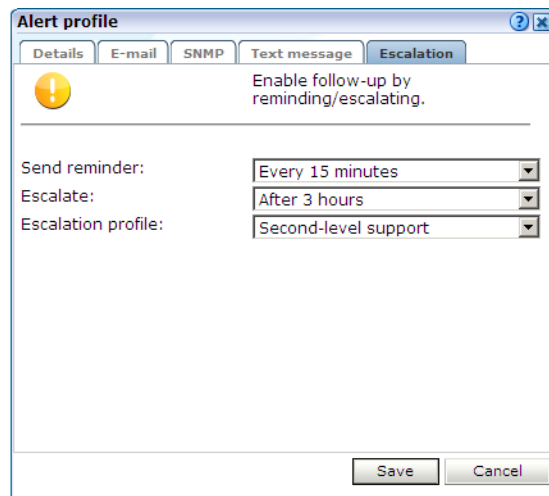 Alert profile
Details E-mail SNMP Text message Escalation
Enable follow-up by
reminding/escalating.
Send reminder: Every 15 minutes
Escalate: After 3 hours
Escalation profile: Second-level support
Save Cancel